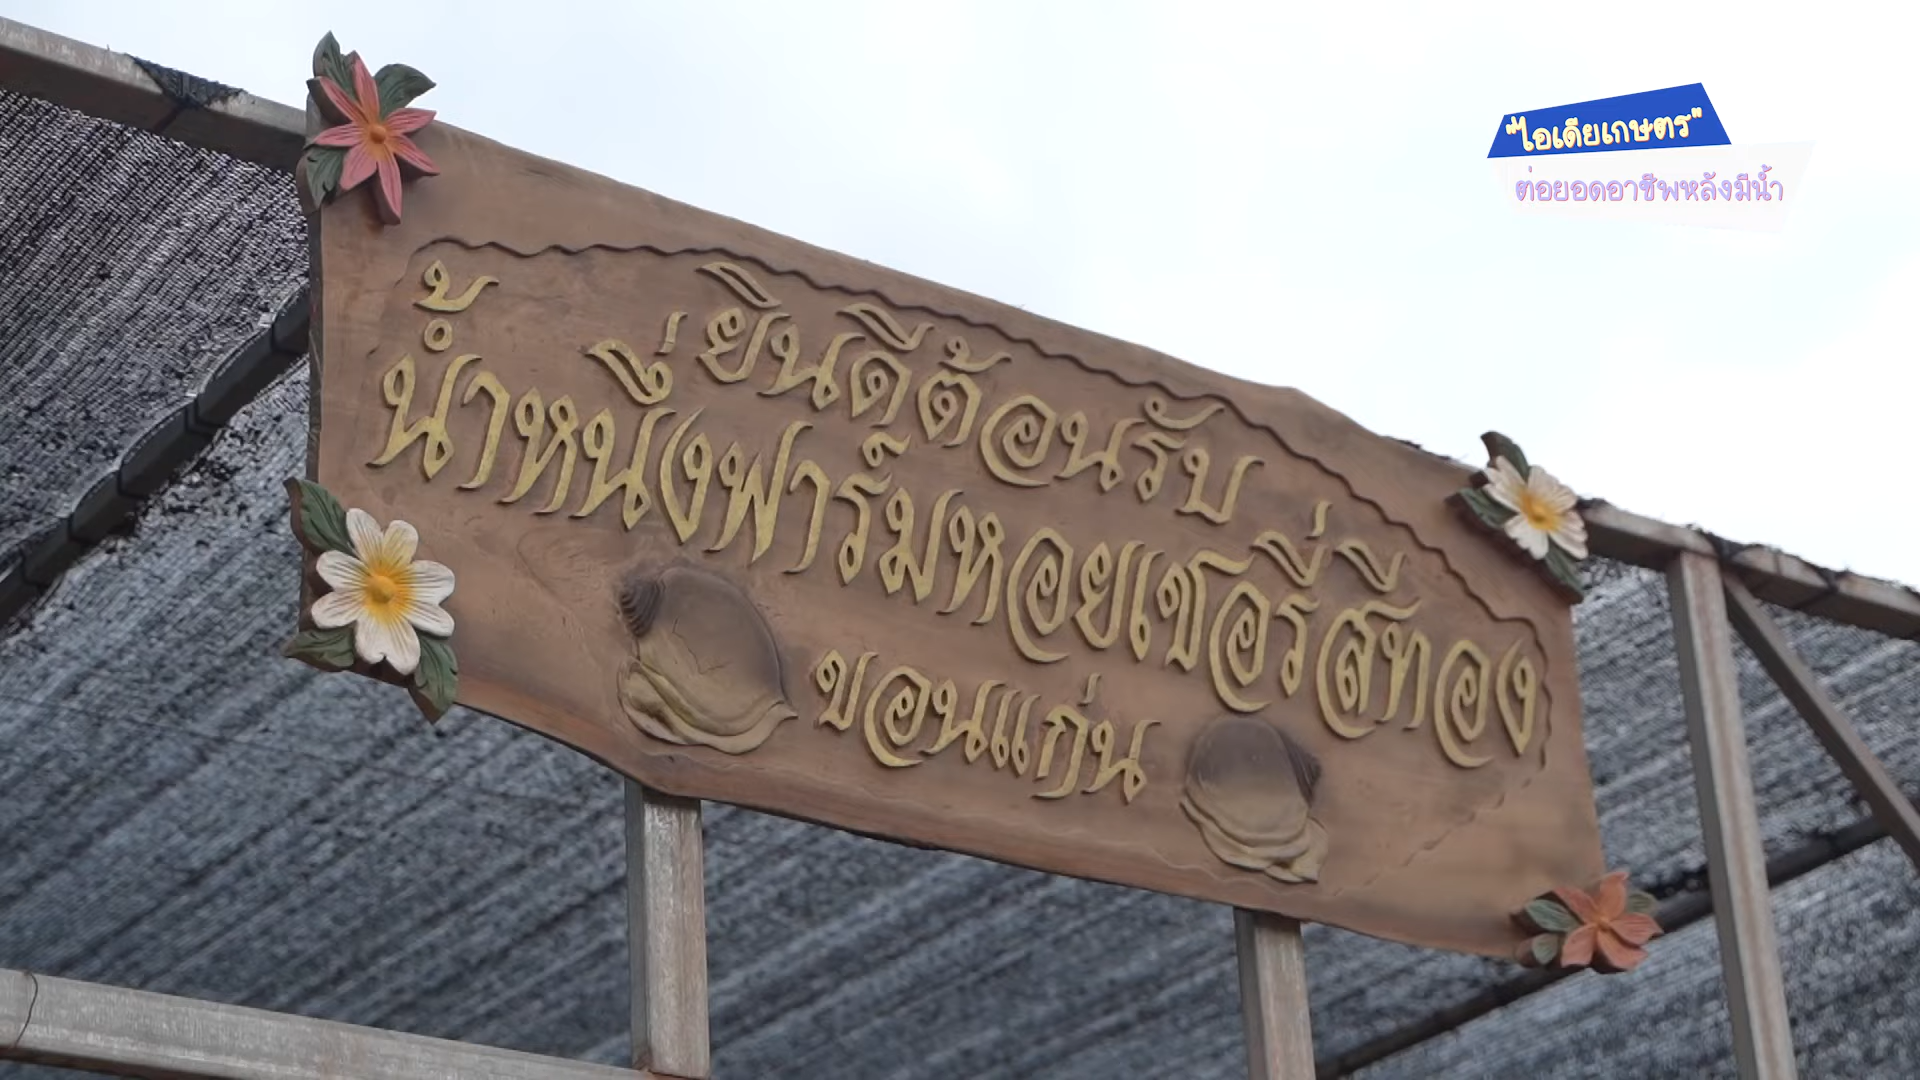 ยินดีต้อนรับ
น้ำหนึ่งฟาร์มหอยเชอรี่สีทอง
ขอนแก่น
"ไอเดียเกษตร"
ต่อยอดอาชีพหลังมีน้ำ